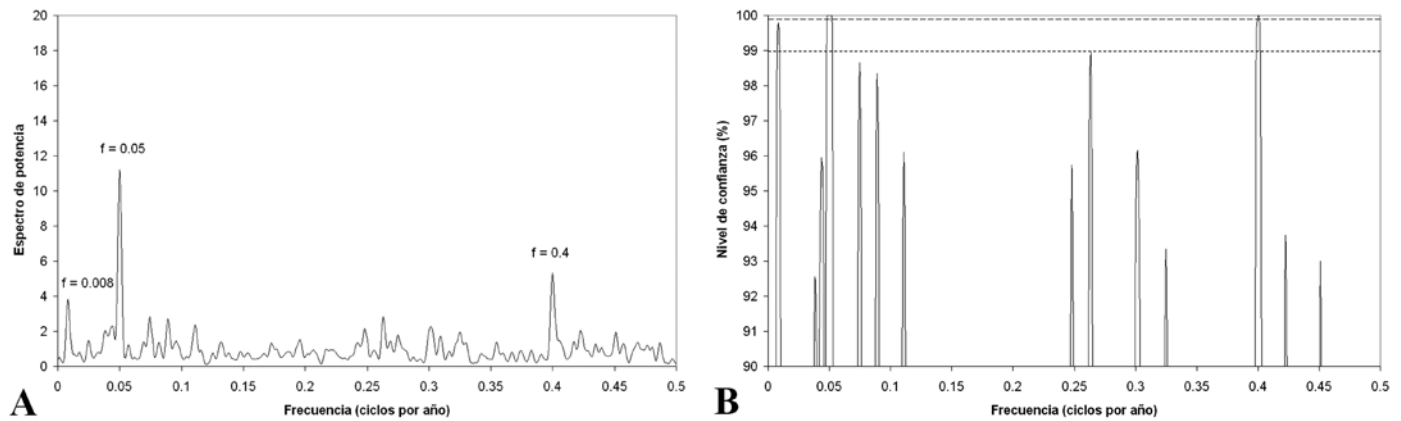 20
18
16
14
12
10
8
6
4
2
0
Espectro de potencia
f = 0.05
f = 0.008
f = 0.4
0 0.05 0.1 0.15 0.2 0.25 0.3 0.35 0.4 0.45 0.5
Frecuencia (ciclos por año)
A
100
99
98
97
96
95
94
93
92
91
90
Nivel de confianza (%)
0 0.05 0.1 0.15 0.2 0.25 0.3 0.35 0.4 0.45 0.5
Frecuencia (ciclos por año)
B